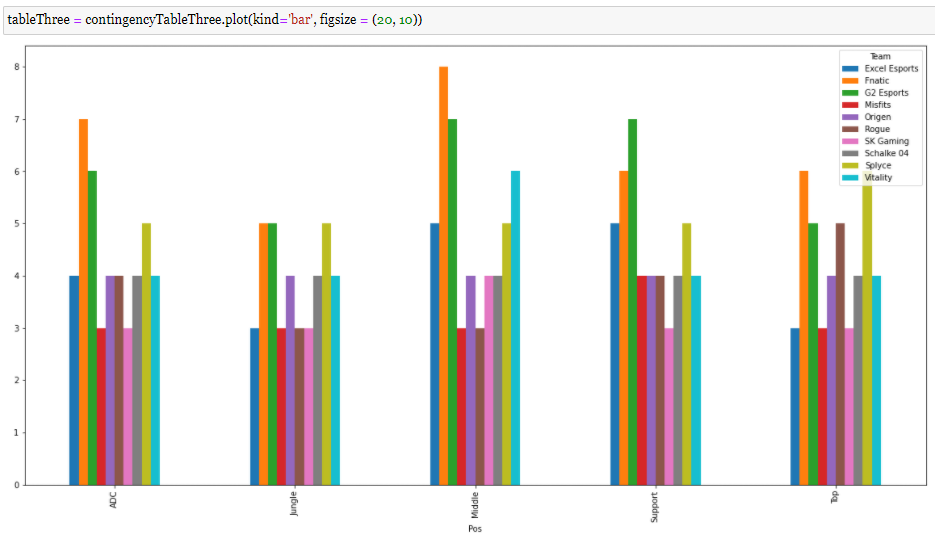 tableThree = contingencyTableThree.plot(kind='bar', figsize = (20, 10))
Team
Excel Esports
Fnatic
G2 Esports
Misfits
Origen
Rogue
SK Gaming
Schalke 04
Splyce
Vitality
8
7
6
5
4
3
2
1
0
ADC
Jungle
Middle
Support
Top
Pos